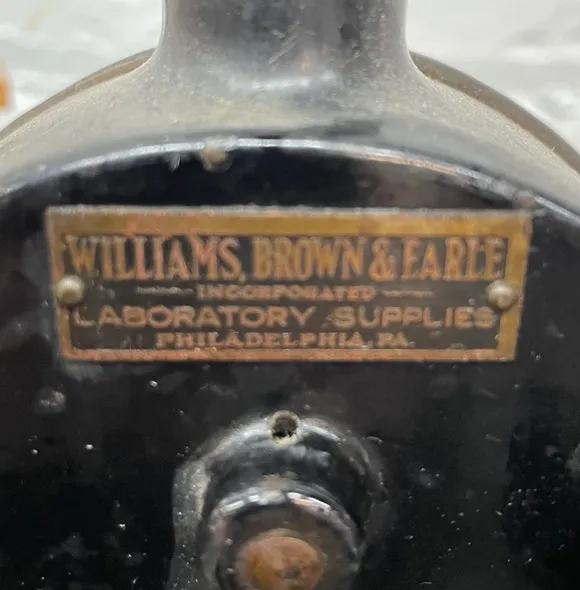 WILLIAMS, BROWN & EARLE
INCORPORATED
LABORATORY SUPPLIES
PHILADELPHIA, PA.